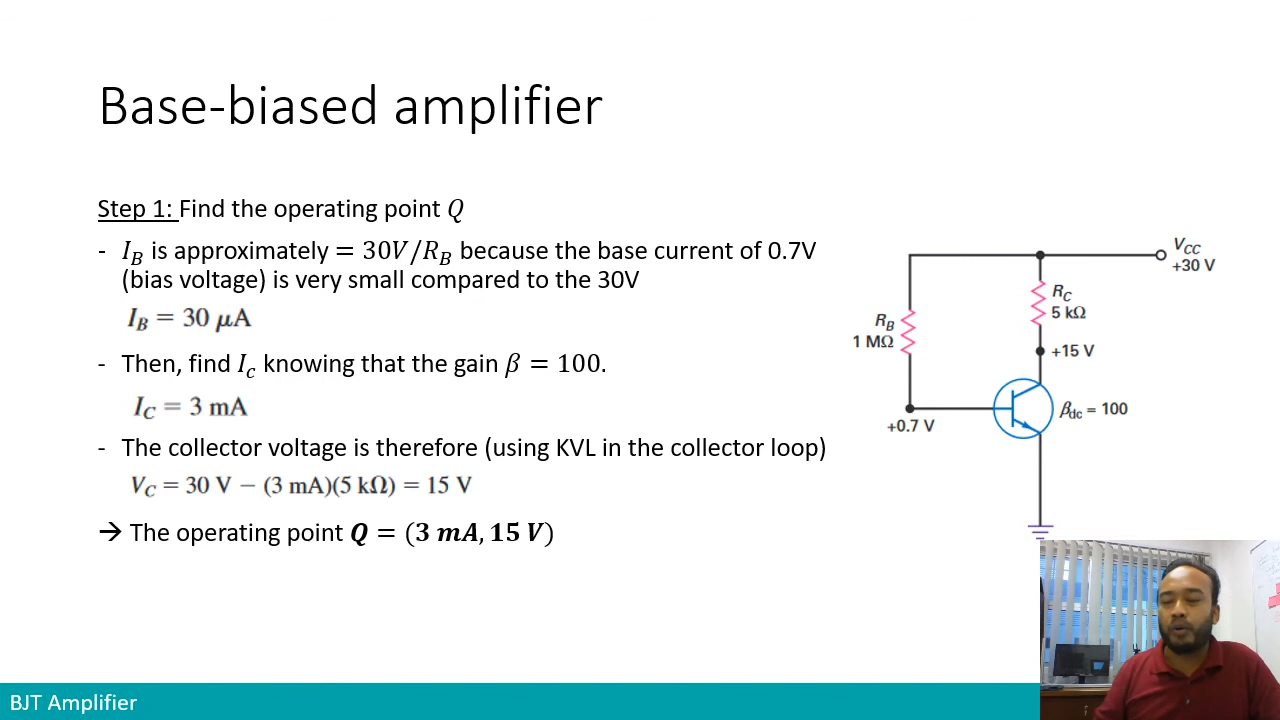 Base-biased amplifier
Step 1: Find the operating point Q
- I_B is approximately = 30V/R_B because the base current of 0.7V
(bias voltage) is very small compared to the 30V
I_B = 30 μA
- Then, find I_c knowing that the gain β = 100.
I_C = 3 mA
- The collector voltage is therefore (using KVL in the collector loop)
V_C = 30 V − (3 mA)(5 kΩ) = 15 V
→ The operating point Q = (3 mA, 15 V)
V_CC
+30 V
R_C
5 kΩ
R_B
1 MΩ
+15 V
β_dc = 100
+0.7 V
BJT Amplifier